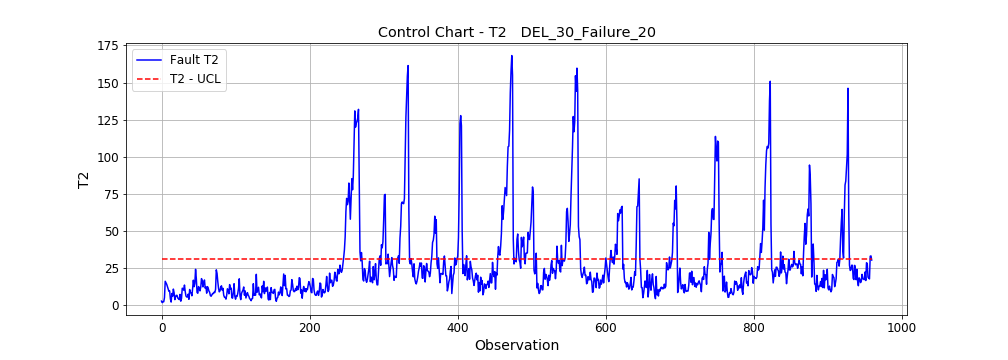 Control Chart - T2   DEL_30_Failure_20
Fault T2
T2 - UCL
T2
175
150
125
100
75
50
25
0
0 200 400 600 800 1000
Observation